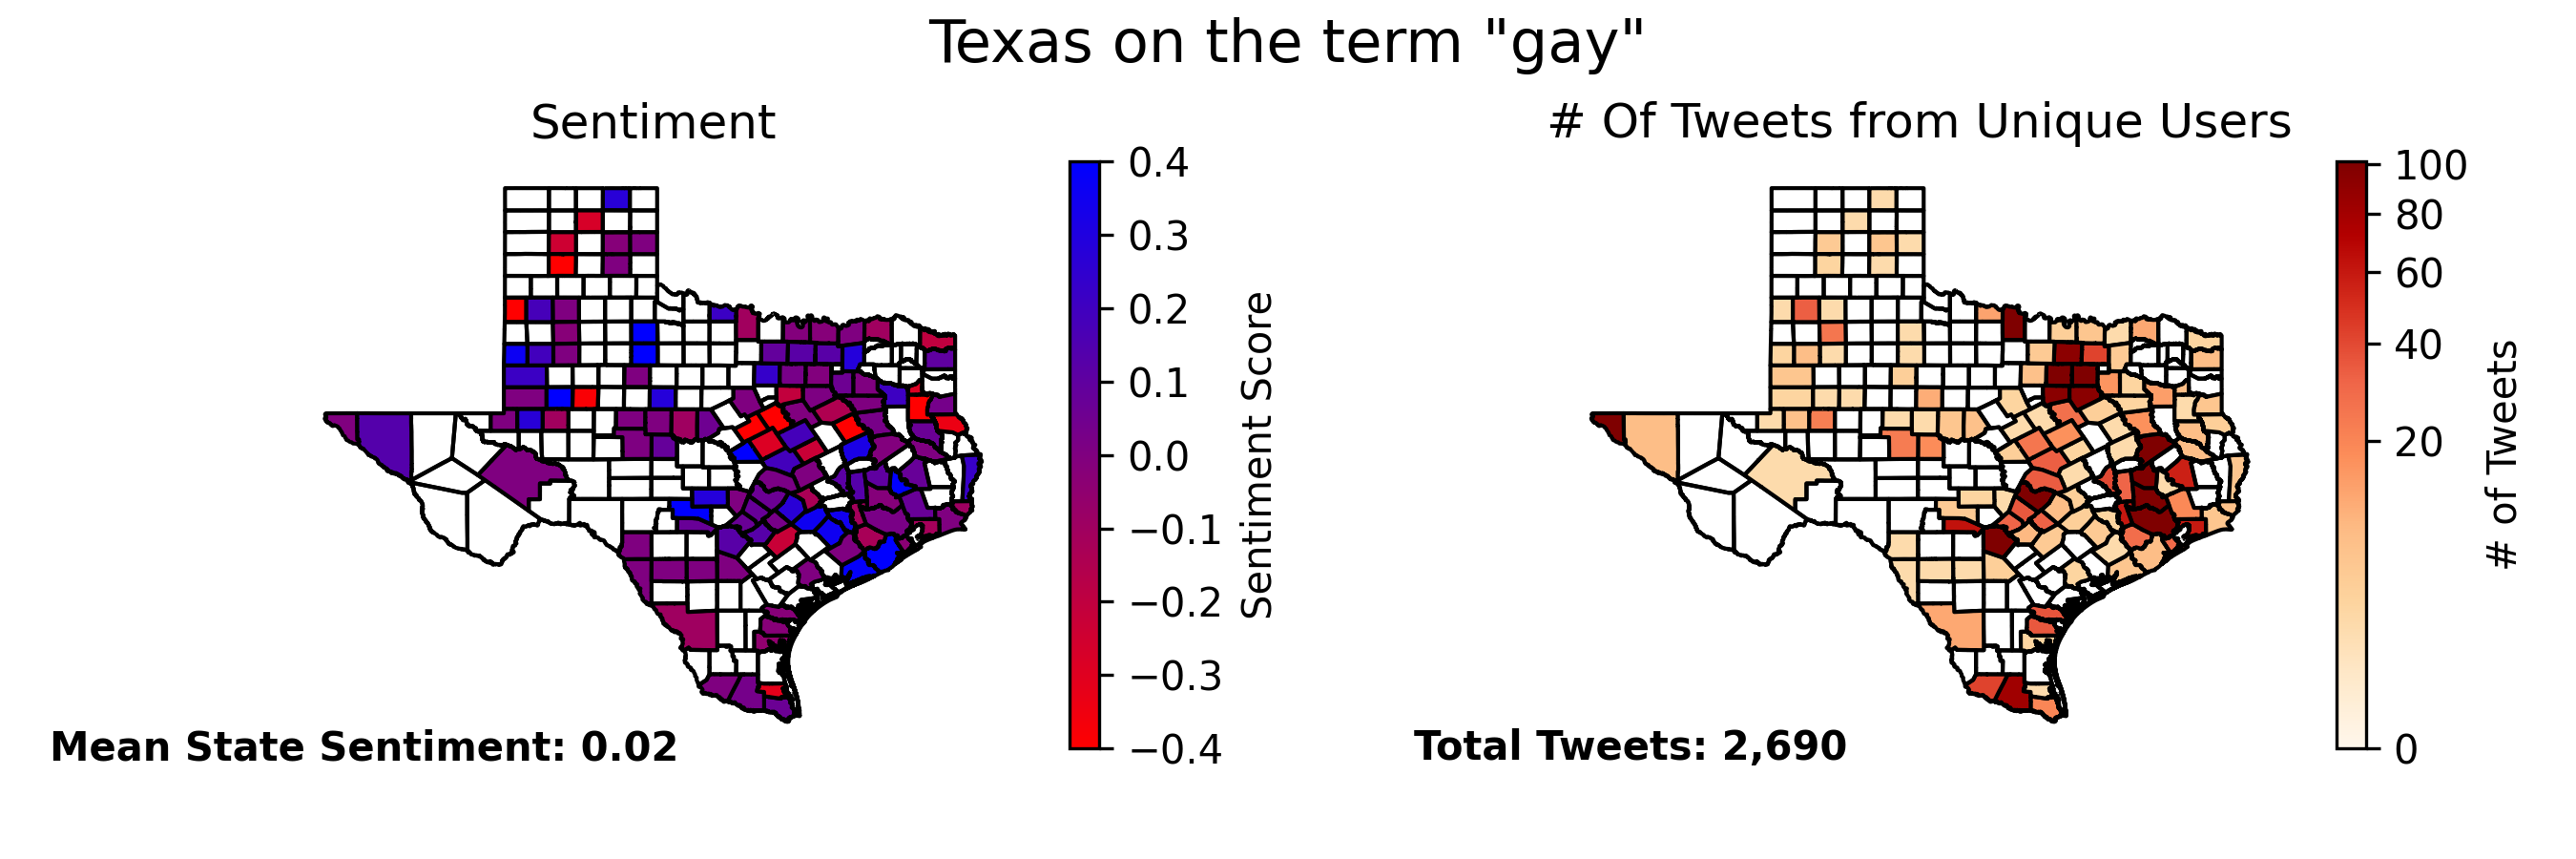 Texas on the term "gay"
Sentiment
# Of Tweets from Unique Users
0.4
0.3
0.2
0.1
0.0
−0.1
−0.2
−0.3
−0.4
Sentiment Score
100
80
60
40
20
0
# of Tweets
Mean State Sentiment: 0.02
Total Tweets: 2,690